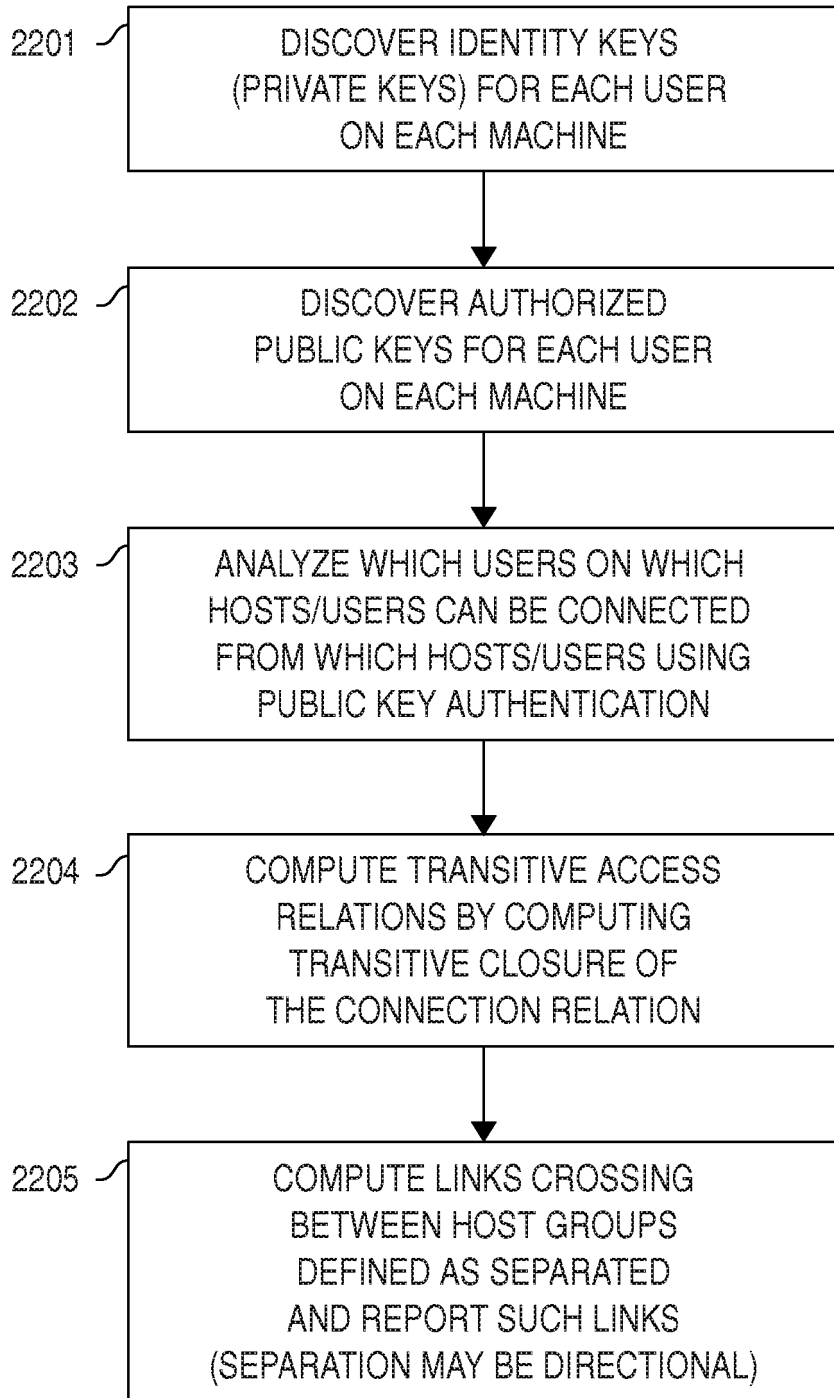 2201
DISCOVER IDENTITY KEYS
(PRIVATE KEYS) FOR EACH USER
ON EACH MACHINE
2202
DISCOVER AUTHORIZED
PUBLIC KEYS FOR EACH USER
ON EACH MACHINE
2203
ANALYZE WHICH USERS ON WHICH
HOSTS/USERS CAN BE CONNECTED
FROM WHICH HOSTS/USERS USING
PUBLIC KEY AUTHENTICATION
2204
COMPUTE TRANSITIVE ACCESS
RELATIONS BY COMPUTING
TRANSITIVE CLOSURE OF
THE CONNECTION RELATION
2205
COMPUTE LINKS CROSSING
BETWEEN HOST GROUPS
DEFINED AS SEPARATED
AND REPORT SUCH LINKS
(SEPARATION MAY BE DIRECTIONAL)